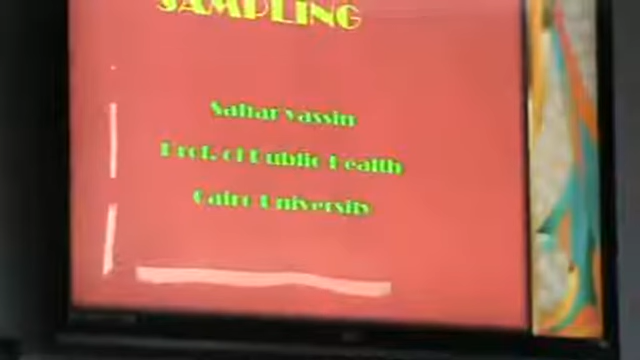 SAMPLING
Sahar Yassin
Prof. of Public Health
Cairo University